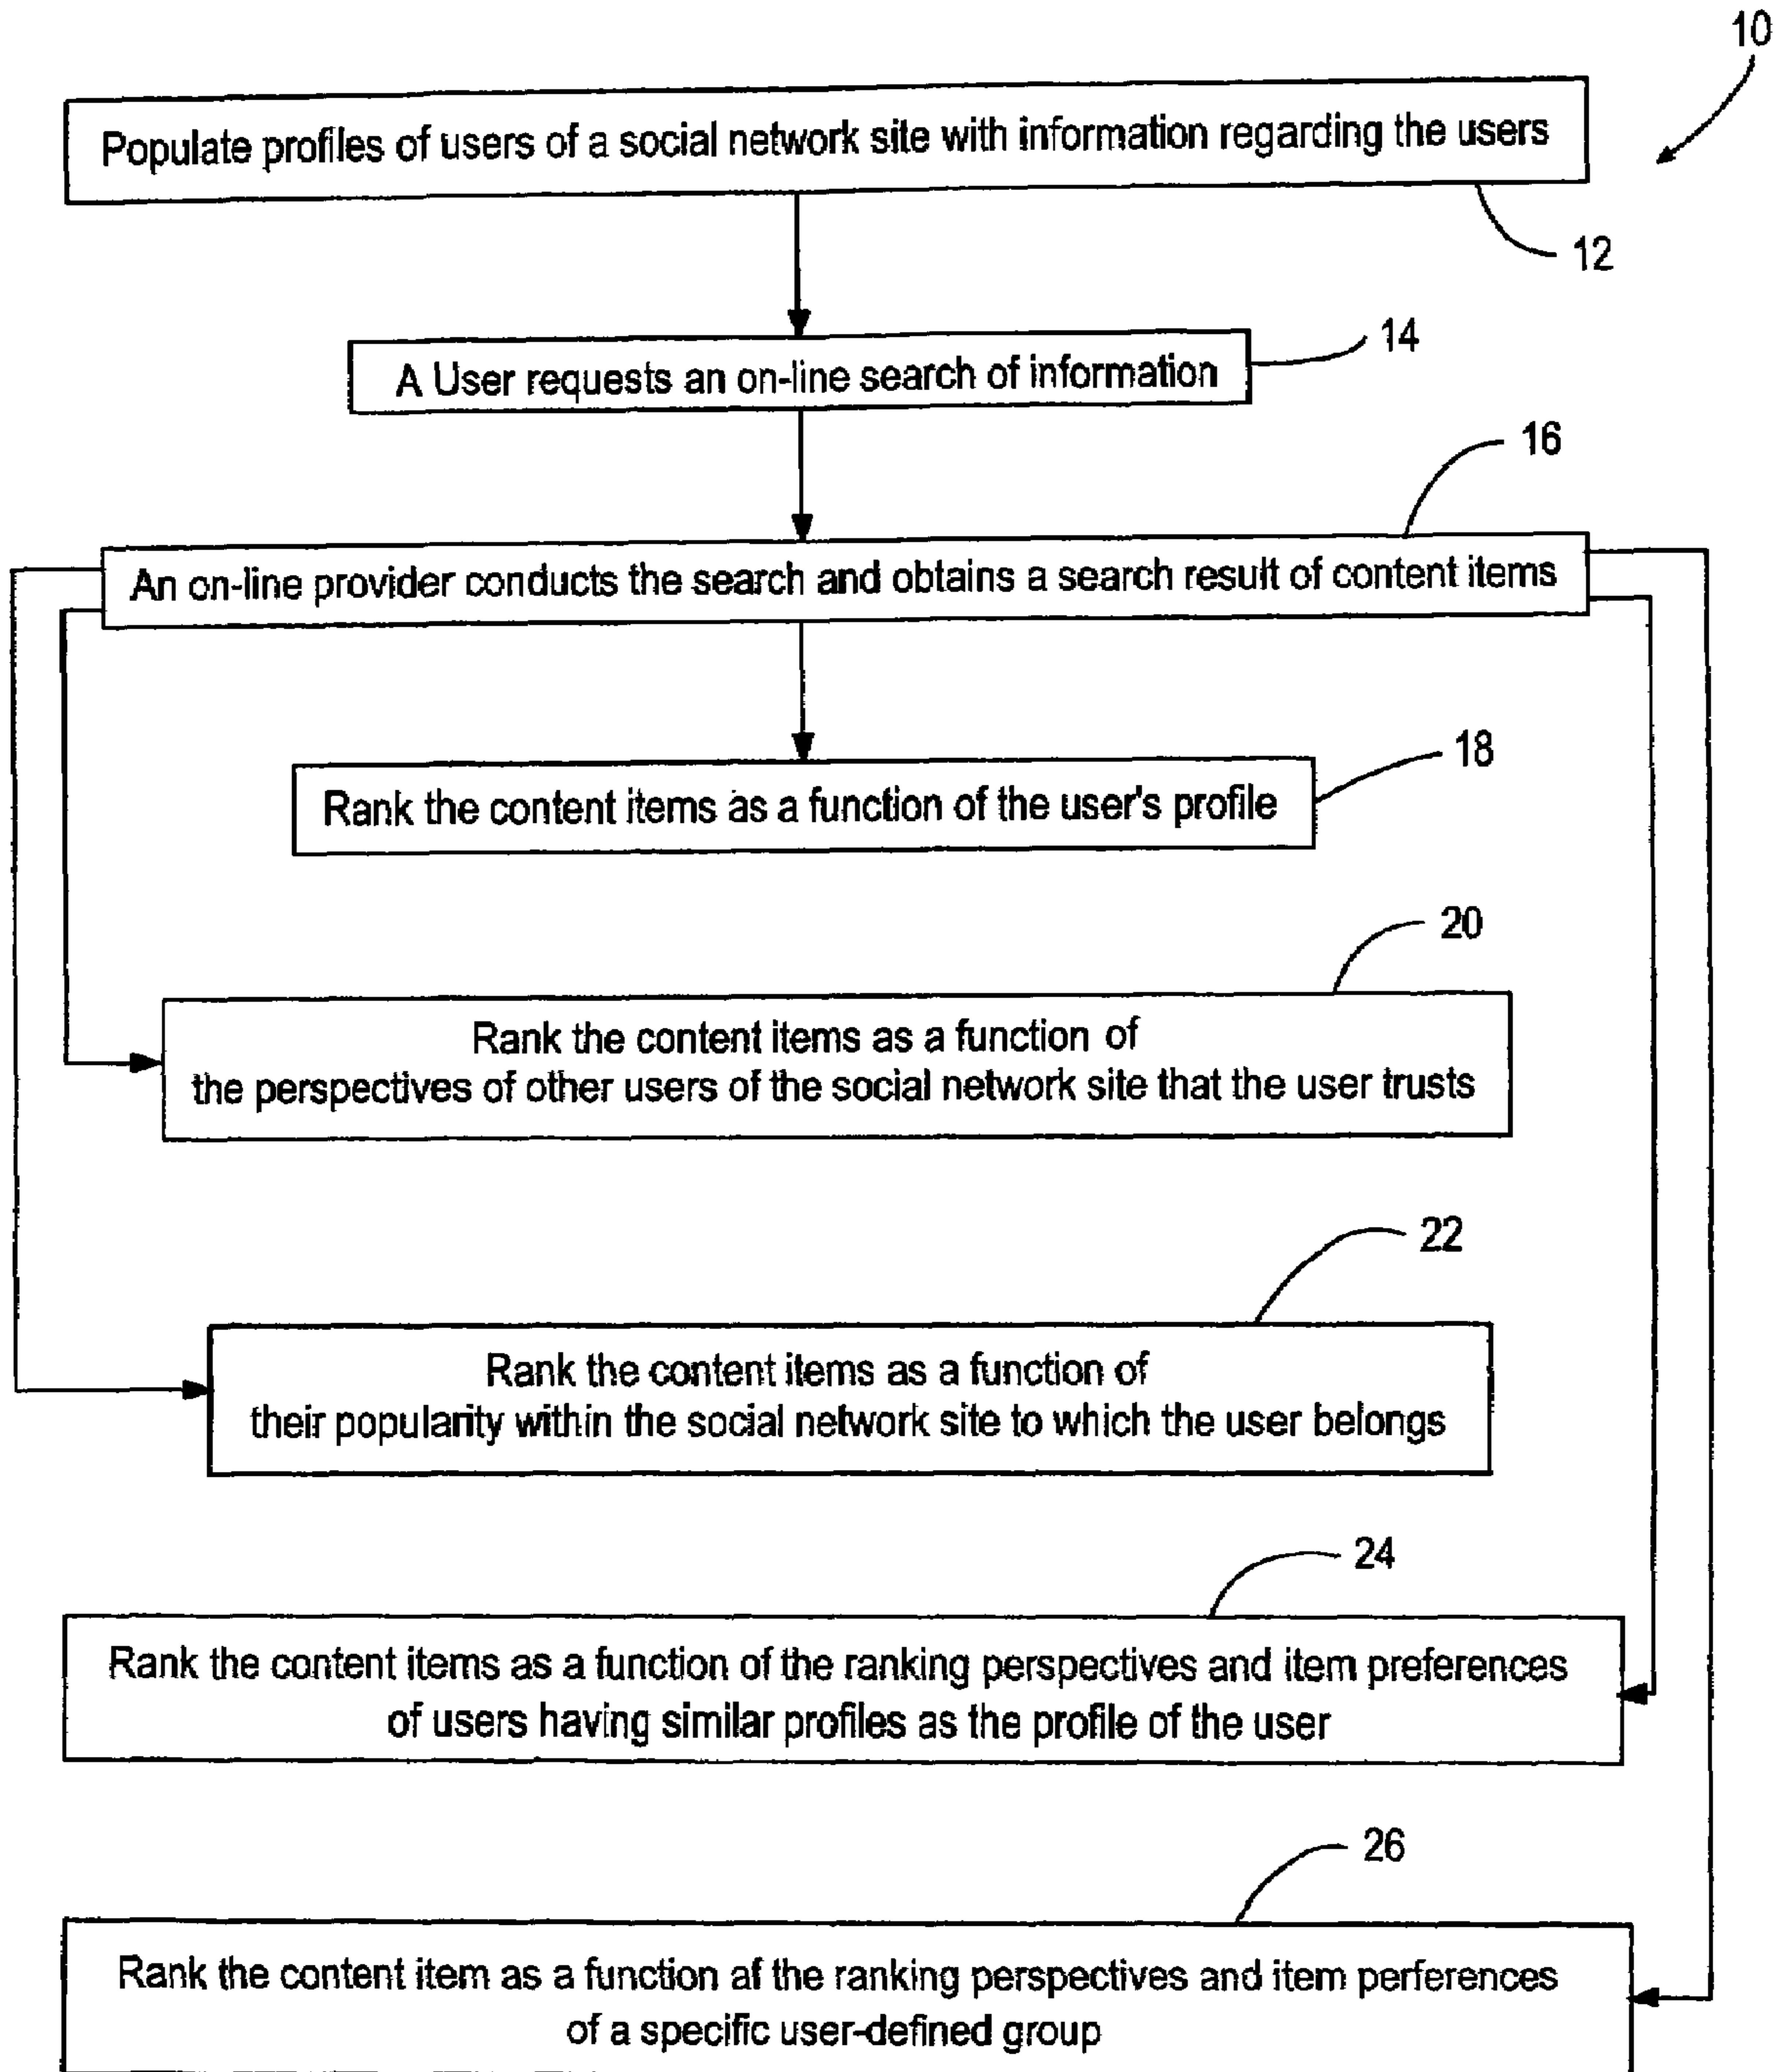 10
Populate profiles of users of a social network site with information regarding the users
12
A User requests an on-line search of information
14
16
An on-line provider conducts the search and obtains a search result of content items
18
Rank the content items as a function of the user's profile
20
Rank the content items as a function of
the perspectives of other users of the social network site that the user trusts
22
Rank the content items as a function of
their popularity within the social network site to which the user belongs
24
Rank the content items as a function of the ranking perspectives and item preferences
of users having similar profiles as the profile of the user
26
Rank the content item as a function af the ranking perspectives and item perferences
of a specific user-defined group